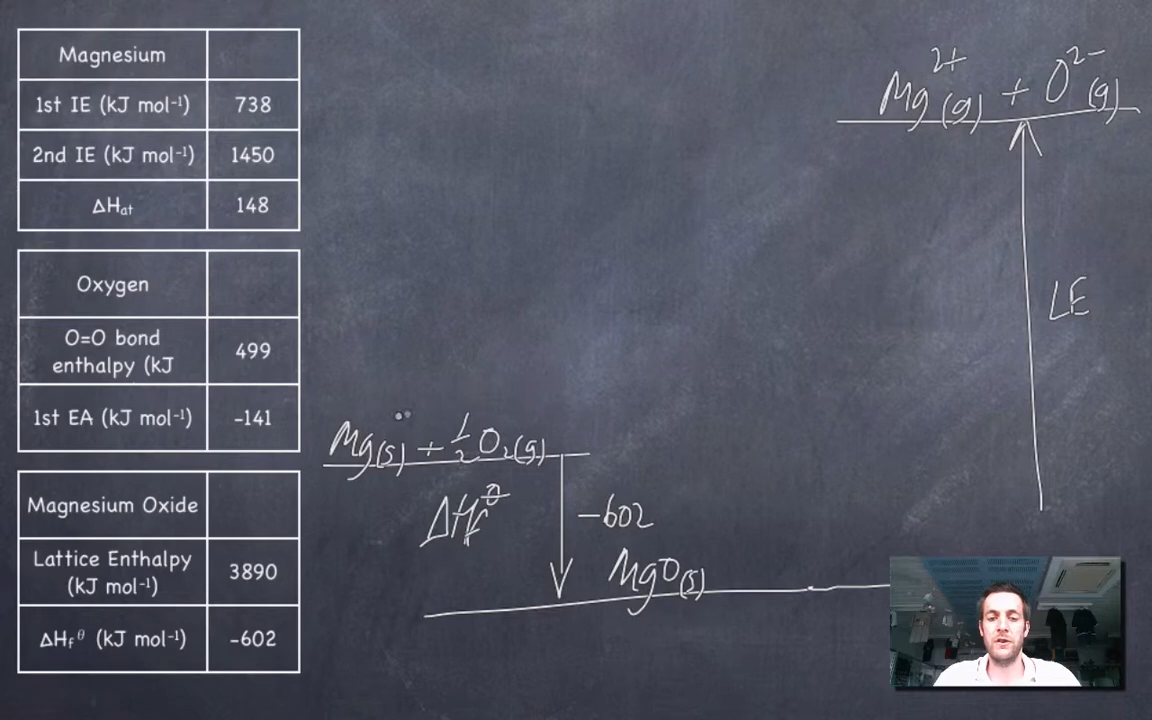 Magnesium
1st IE (kJ mol⁻¹) 738
2nd IE (kJ mol⁻¹) 1450
ΔHat 148
Oxygen
O=O bond enthalpy (kJ 499
1st EA (kJ mol⁻¹) -141
Magnesium Oxide
Lattice Enthalpy (kJ mol⁻¹) 3890
ΔHf θ (kJ mol⁻¹) -602
Mg²⁺(g) + O²⁻(g)
LE
Mg(s) + ½O₂(g)
ΔHf θ
-602
MgO(s)